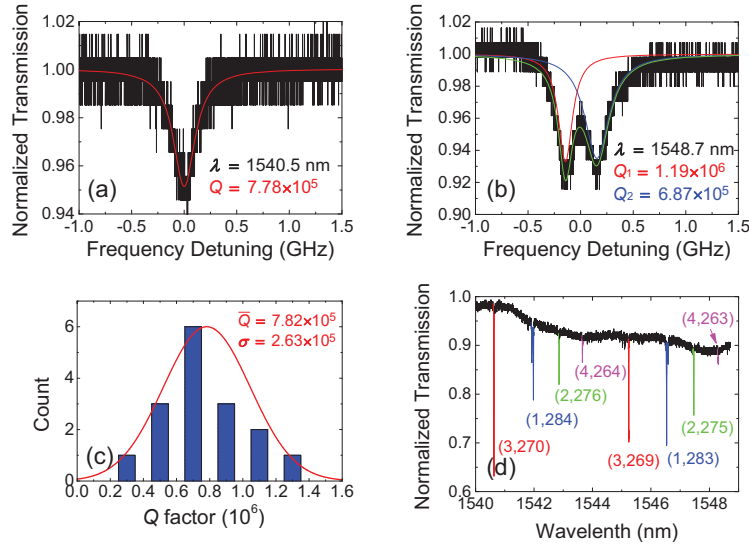 1.02
1.00
0.98
0.96
0.94
Normalized Transmission
(a)
λ = 1540.5 nm
Q = 7.78×10⁵
-1.0 -0.5 0.0 0.5 1.0 1.5
Frequency Detuning (GHz)
1.02
1.00
0.98
0.96
0.94
0.92
0.90
Normalized Transmission
(b)
λ = 1548.7 nm
Q₁ = 1.19×10⁶
Q₂ = 6.87×10⁵
-1.0 -0.5 0.0 0.5 1.0 1.5
Frequency Detuning (GHz)
6
4
2
0
Count
Q̅ = 7.82×10⁵
σ = 2.63×10⁵
(c)
0.0 0.2 0.4 0.6 0.8 1.0 1.2 1.4 1.6
Q factor (10⁶)
1.0
0.9
0.8
0.7
0.6
Normalized Transmission
(4,263)
(2,276)
(4,264)
(1,284)
(2,275)
(3,270)
(3,269)
(1,283)
(d)
1540 1542 1544 1546 1548
Wavelenth (nm)